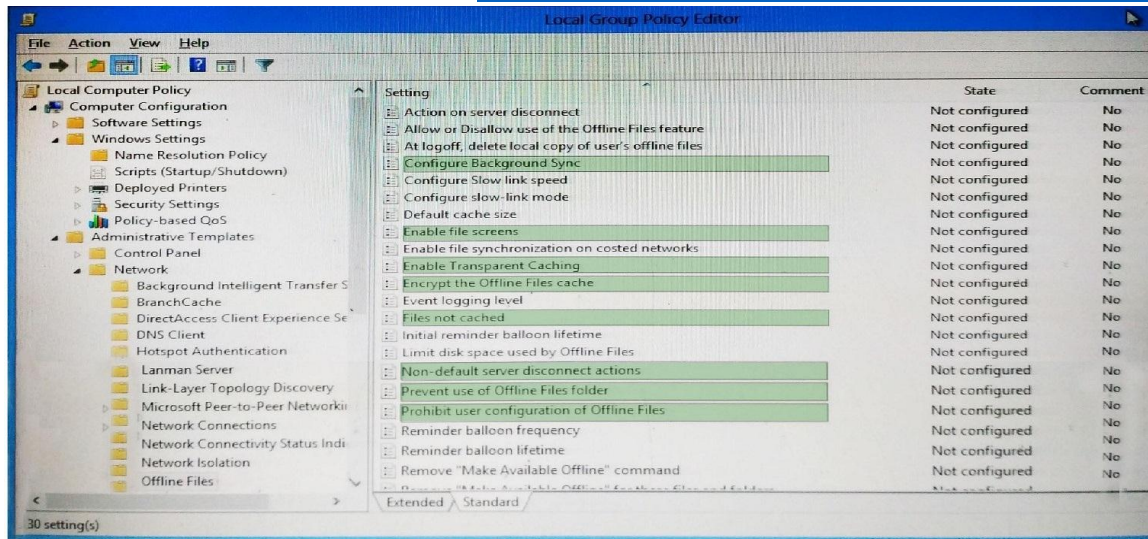 Local Group Policy Editor
File Action View Help
Local Computer Policy
Computer Configuration
Software Settings
Windows Settings
Name Resolution Policy
Scripts (Startup/Shutdown)
Deployed Printers
Security Settings
Policy-based QoS
Administrative Templates
Control Panel
Network
Background Intelligent Transfer S
BranchCache
DirectAccess Client Experience Se
DNS Client
Hotspot Authentication
Lanman Server
Link-Layer Topology Discovery
Microsoft Peer-to-Peer Networkin
Network Connections
Network Connectivity Status Indi
Network Isolation
Offline Files
Setting State Comment
Action on server disconnect Not configured No
Allow or Disallow use of the Offline Files feature Not configured No
At logoff, delete local copy of user's offline files Not configured No
Configure Background Sync Not configured No
Configure Slow link speed Not configured No
Configure slow-link mode Not configured No
Default cache size Not configured No
Enable file screens Not configured No
Enable file synchronization on costed networks Not configured No
Enable Transparent Caching Not configured No
Encrypt the Offline Files cache Not configured No
Event logging level Not configured No
Files not cached Not configured No
Initial reminder balloon lifetime Not configured No
Limit disk space used by Offline Files Not configured No
Non-default server disconnect actions Not configured No
Prevent use of Offline Files folder Not configured No
Prohibit user configuration of Offline Files Not configured No
Reminder balloon frequency Not configured No
Reminder balloon lifetime Not configured No
Remove "Make Available Offline" command Not configured No
Extended Standard
30 setting(s)